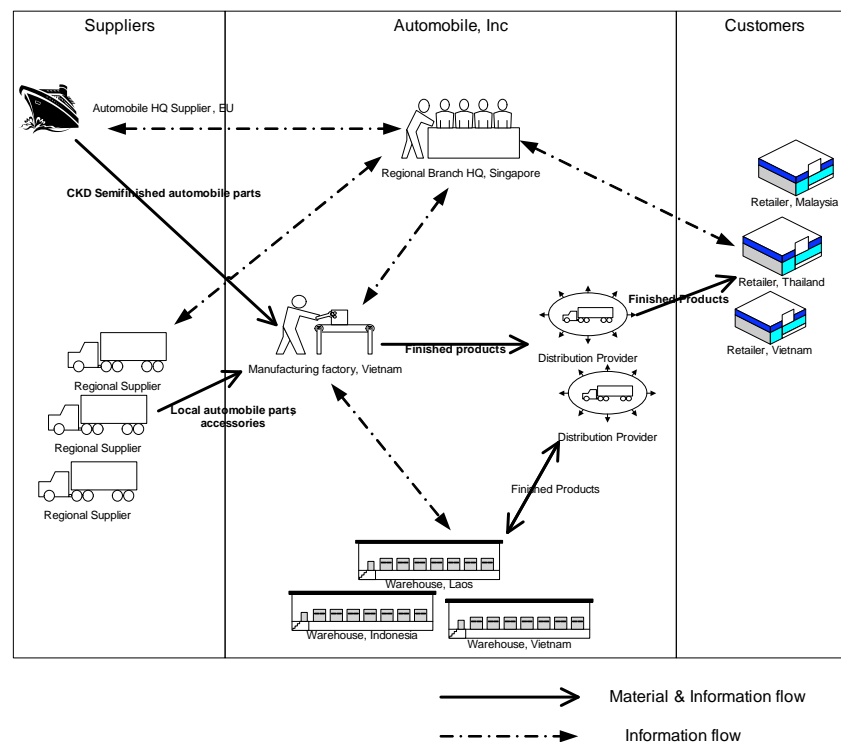 Suppliers
Automobile, Inc
Customers
Automobile HQ Supplier, EU
Regional Branch HQ, Singapore
Retailer, Malaysia
CKD Semifinished automobile parts
Retailer, Thailand
Finished Products
Retailer, Vietnam
Manufacturing factory, Vietnam
Finished products
Distribution Provider
Regional Supplier
Local automobile parts,
accessories
Regional Supplier
Distribution Provider
Regional Supplier
Finished Products
Warehouse, Laos
Warehouse, Indonesia
Warehouse, Vietnam
Material & Information flow
Information flow